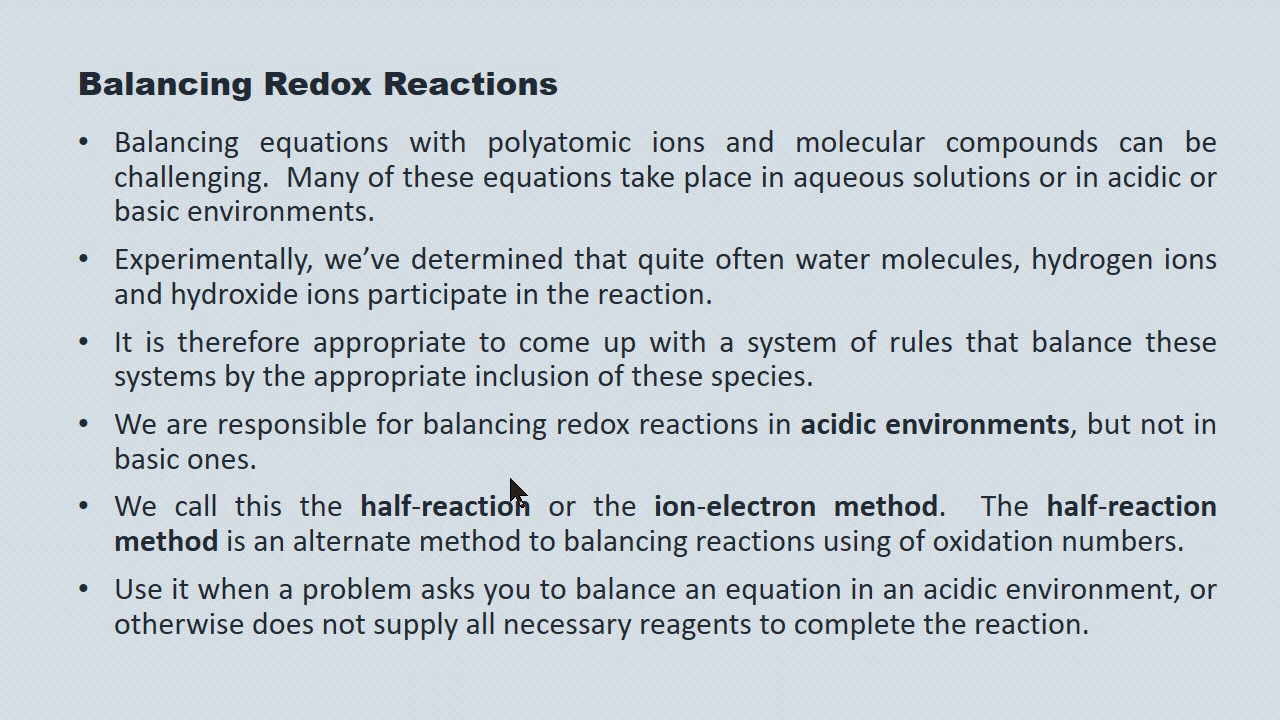 Balancing Redox Reactions
• Balancing equations with polyatomic ions and molecular compounds can be
challenging.  Many of these equations take place in aqueous solutions or in acidic or
basic environments.
• Experimentally, we’ve determined that quite often water molecules, hydrogen ions
and hydroxide ions participate in the reaction.
• It is therefore appropriate to come up with a system of rules that balance these
systems by the appropriate inclusion of these species.
• We are responsible for balancing redox reactions in acidic environments, but not in
basic ones.
• We call this the half-reaction or the ion-electron method.  The half-reaction
method is an alternate method to balancing reactions using of oxidation numbers.
• Use it when a problem asks you to balance an equation in an acidic environment, or
otherwise does not supply all necessary reagents to complete the reaction.